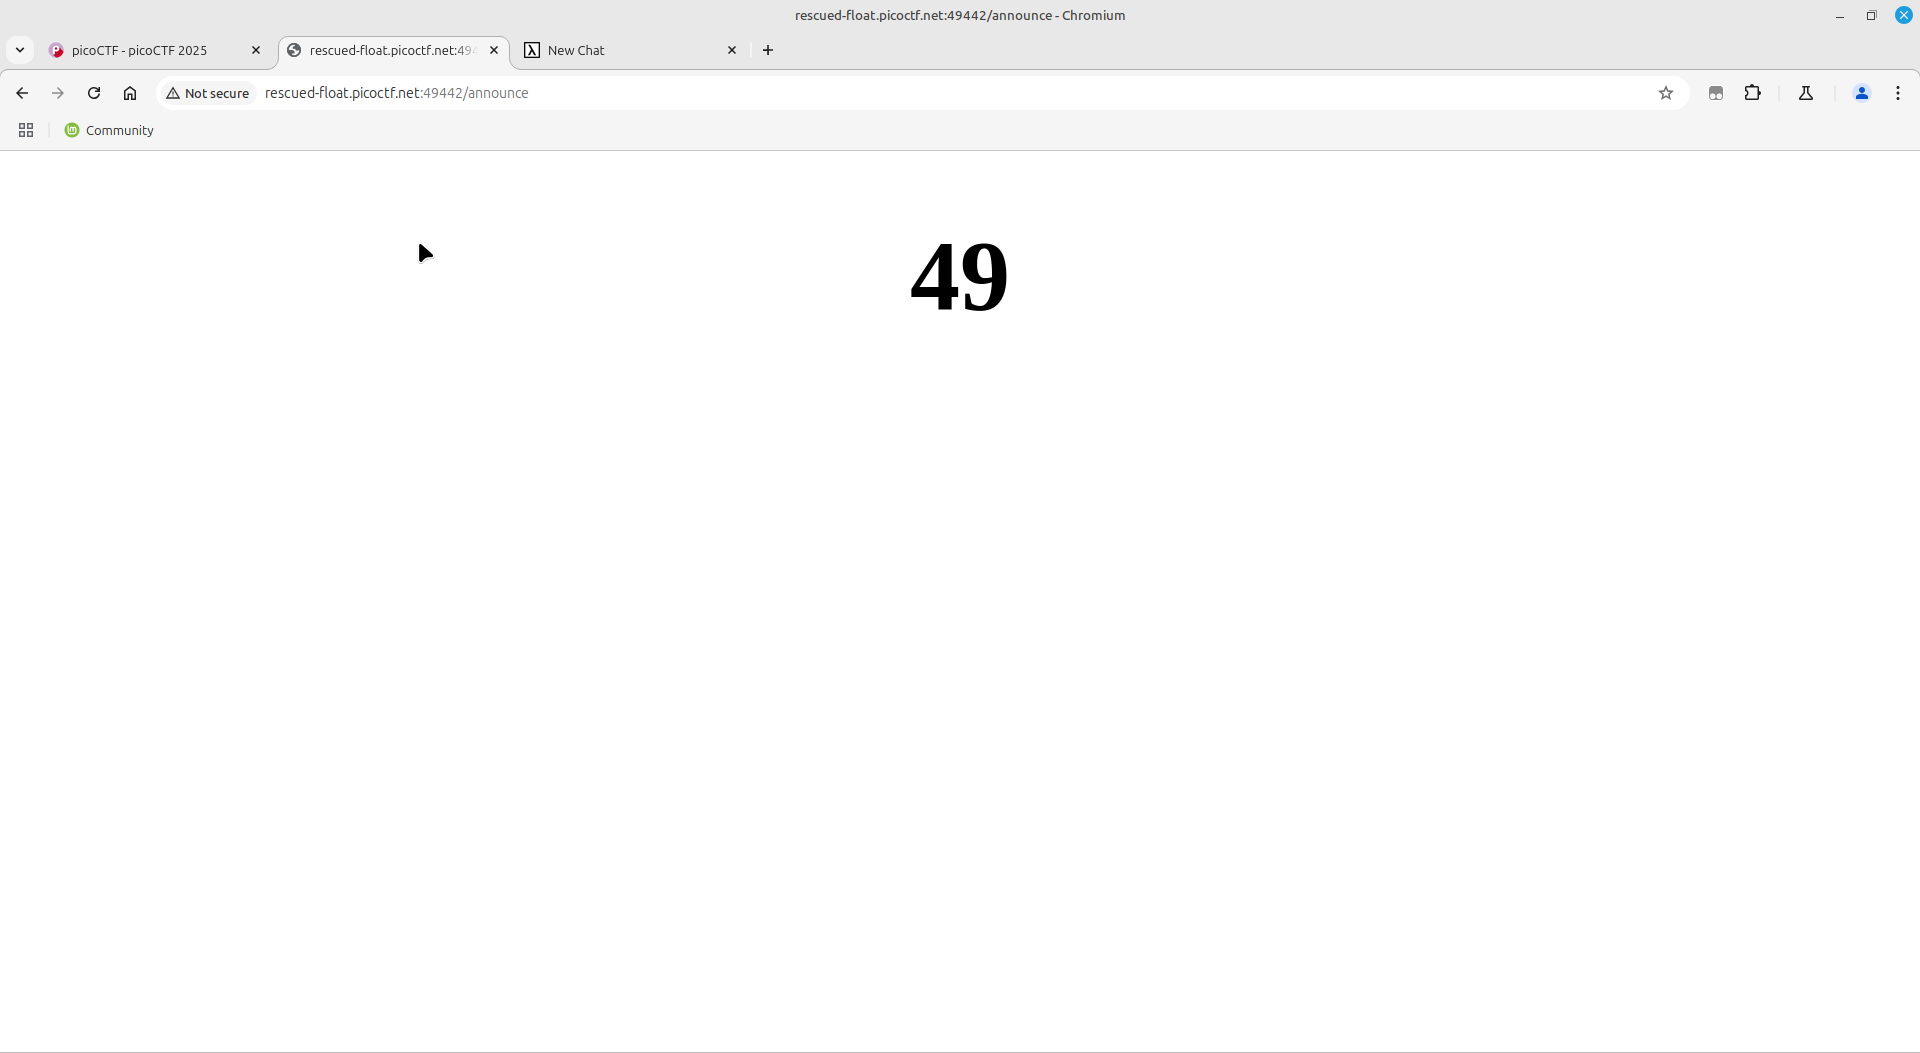 rescued-float.picoctf.net:49442/announce - Chromium
picoCTF - picoCTF 2025
rescued-float.picoctf.net:49
New Chat
Not secure
rescued-float.picoctf.net:49442/announce
Community
49